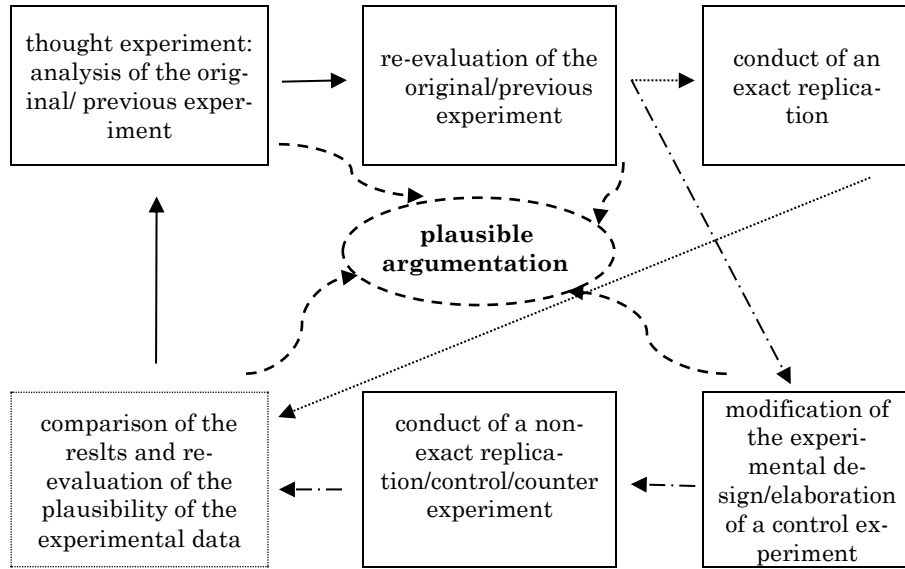 thought experiment:
analysis of the orig-
inal/ previous exper-
iment
re-evaluation of the
original/previous
experiment
conduct of an
exact replica-
tion
plausible
argumentation
comparison of the
reslts and re-
evaluation of the
plausibility of the
experimental data
conduct of a non-
exact replica-
tion/control/counter
experiment
modification of
the experi-
mental de-
sign/elaboration
of a control ex-
periment